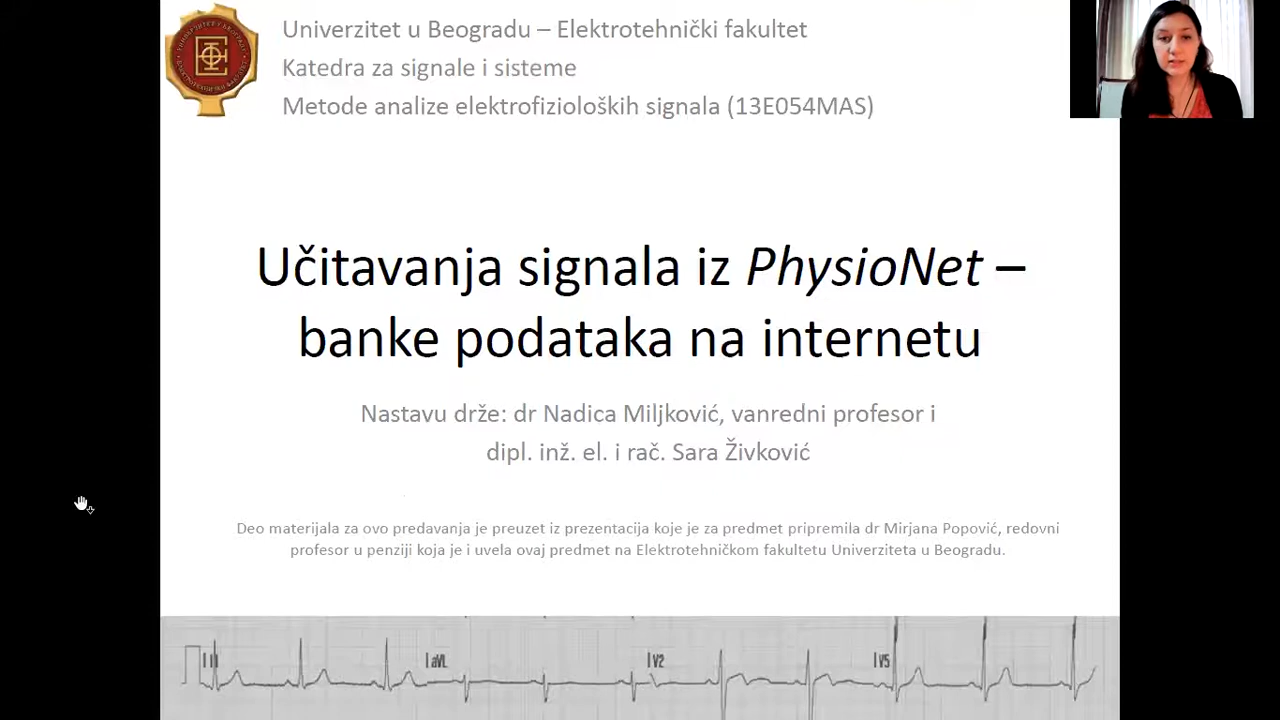 Univerzitet u Beogradu – Elektrotehnički fakultet
Katedra za signale i sisteme
Metode analize elektrofizioloških signala (13E054MAS)
Učitavanja signala iz PhysioNet –
banke podataka na internetu
Nastavu drže: dr Nadica Miljković, vanredni profesor i
dipl. inž. el. i rač. Sara Živković
Deo materijala za ovo predavanja je preuzet iz prezentacija koje je za predmet pripremila dr Mirjana Popović, redovni
profesor u penziji koja je i uvela ovaj predmet na Elektrotehničkom fakultetu Univerziteta u Beogradu.
aVL
V2
V5